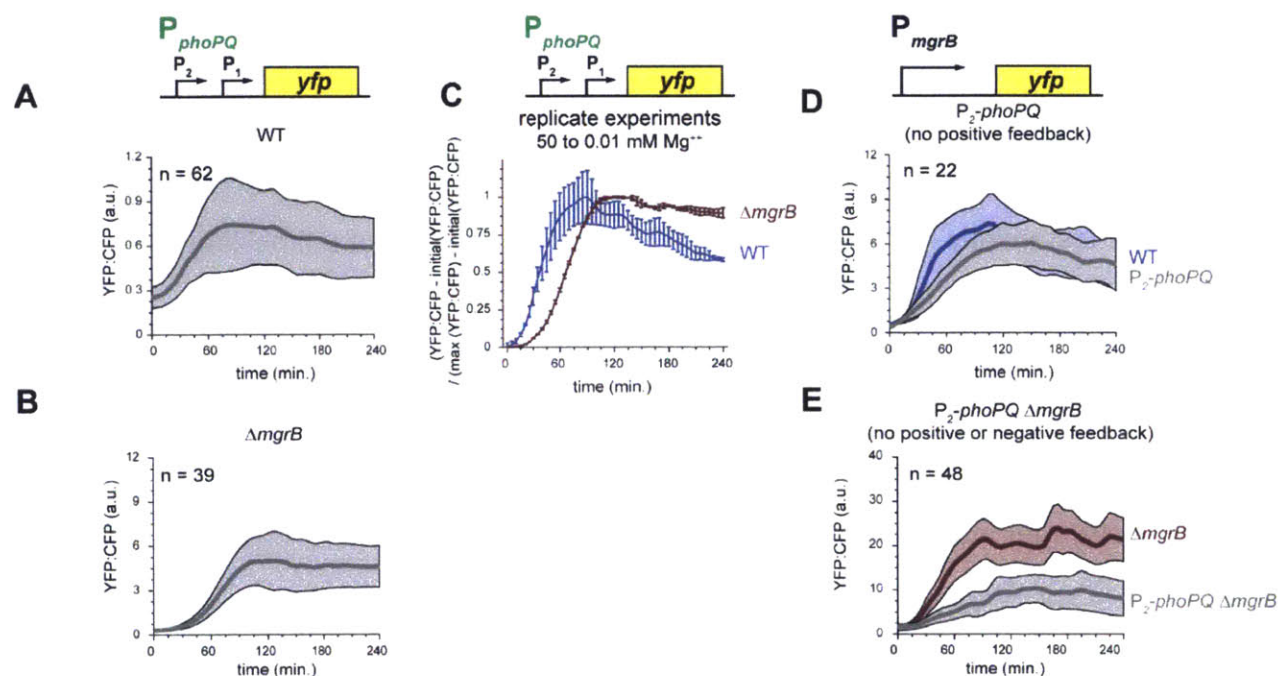 A
P phoPQ
P2 P1 yfp
WT
n = 62
YFP:CFP (a.u.)
1.2
0.9
0.6
0.3
0
0 60 120 180 240
time (min.)
B
ΔmgrB
n = 39
YFP:CFP (a.u.)
12
9
6
3
0
0 60 120 180 240
time (min.)
C
P phoPQ
P2 P1 yfp
replicate experiments
50 to 0.01 mM Mg++
(YFP:CFP - initial(YFP:CFP)
/ (max (YFP:CFP) - initial(YFP:CFP)
1
0.75
0.5
0.25
0
ΔmgrB
WT
0 60 120 180 240
time (min.)
D
P mgrB
yfp
P2-phoPQ
(no positive feedback)
n = 22
YFP:CFP (a.u.)
12
9
6
3
0
WT
P2-phoPQ
0 60 120 180 240
time (min.)
E
P2-phoPQ ΔmgrB
(no positive or negative feedback)
n = 48
YFP:CFP (a.u.)
40
30
20
10
0
ΔmgrB
P2-phoPQ ΔmgrB
0 60 120 180 240
time (min.)